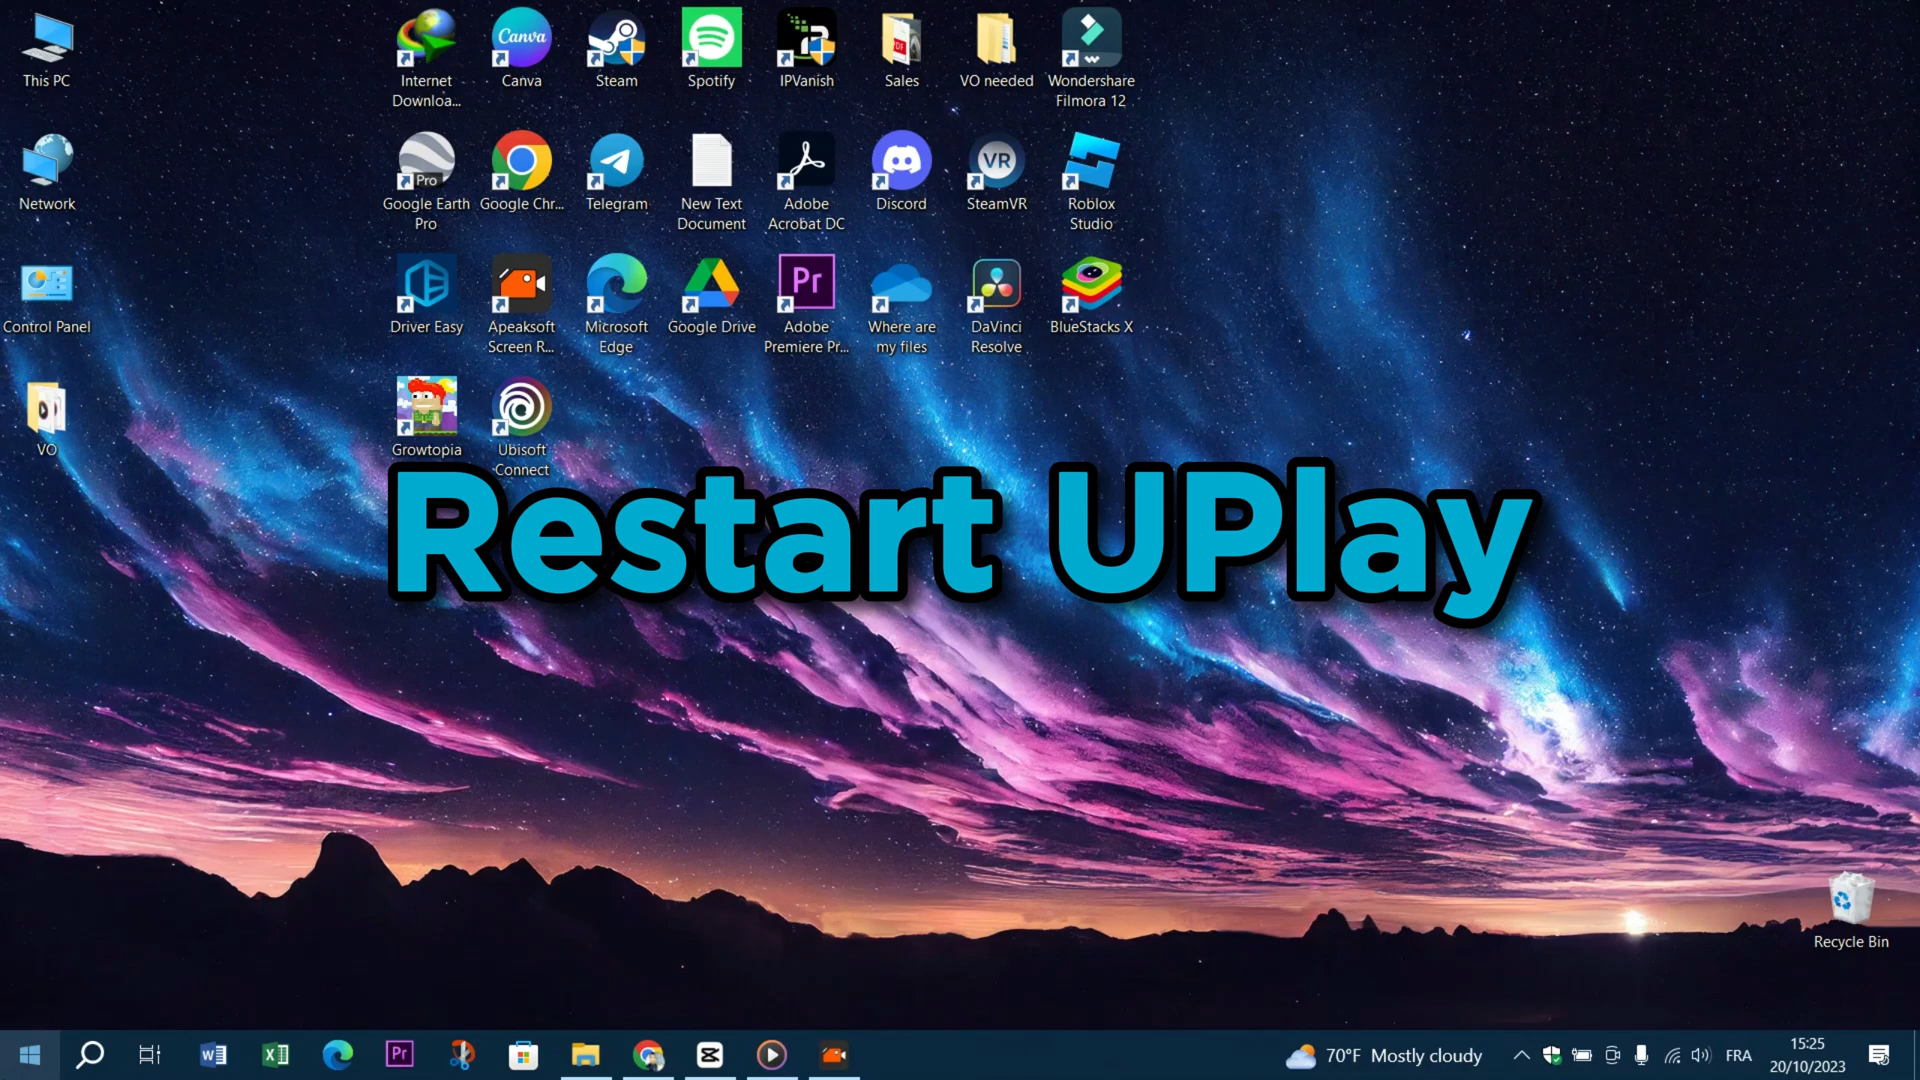 This PC
Internet
Downloa...
Canva
Canva
Steam
Spotify
IPVanish
PDF
Sales
VO needed
Wondershare
Filmora 12
Network
Pro
Google Earth
Pro
Google Chr...
Telegram
New Text
Document
Adobe
Acrobat DC
Discord
VR
SteamVR
Roblox
Studio
Control Panel
Driver Easy
Apeaksoft
Screen R...
Microsoft
Edge
Google Drive
Pr
Adobe
Premiere Pr...
Where are
my files
DaVinci
Resolve
BlueStacks X
VO
Growtopia
Ubisoft
Connect
Restart UPlay
Recycle Bin
W
X
Pr
70°F Mostly cloudy
FRA
15:25
20/10/2023